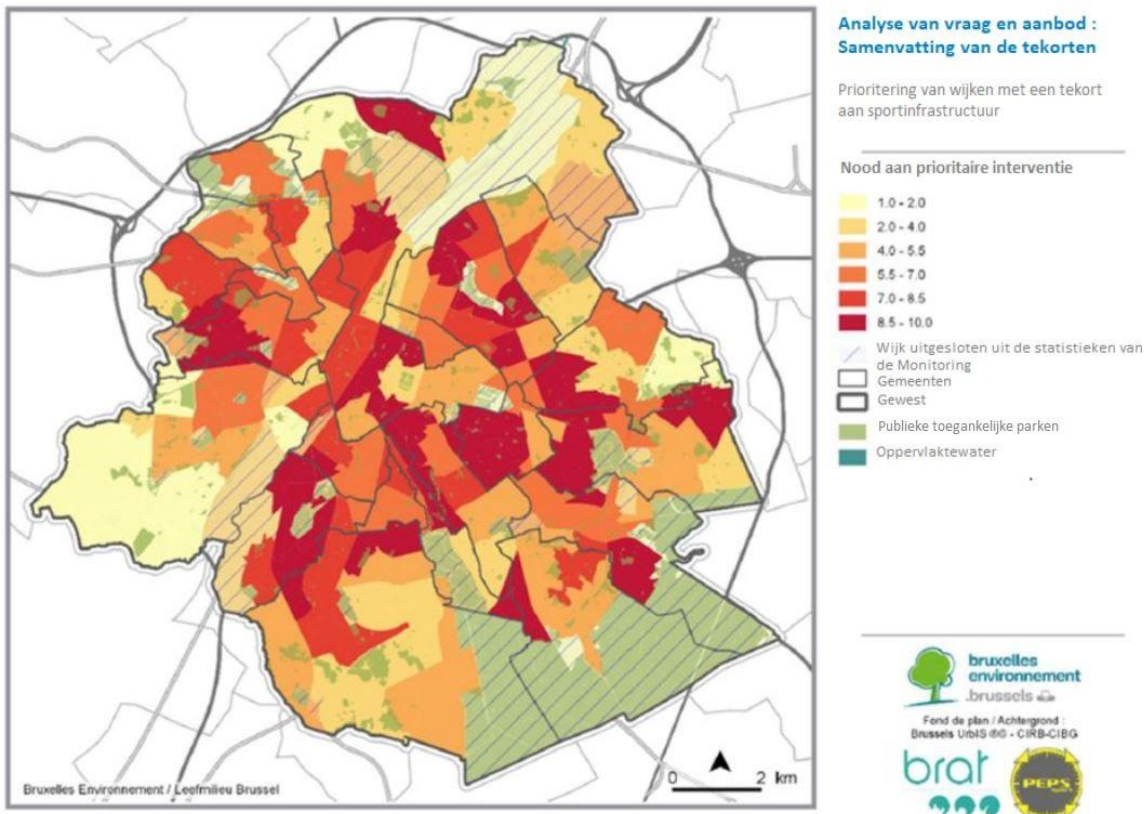 Analyse van vraag en aanbod :
Samenvatting van de tekorten
Prioritering van wijken met een tekort
aan sportinfrastructuur
Nood aan prioritaire interventie
1.0 - 2.0
2.0 - 4.0
4.0 - 5.5
5.5 - 7.0
7.0 - 8.5
8.5 - 10.0
Wijk uitgesloten uit de statistieken van
de Monitoring
Gemeenten
Gewest
Publieke toegankelijke parken
Oppervlaktewater
bruxelles
environnement
.brussels
Fond de plan / Achtergrond :
Brussels UrbIS ®© - CIRB-CIBG
brat
PEPS
0 2 km
Bruxelles Environnement / Leefmilieu Brussel